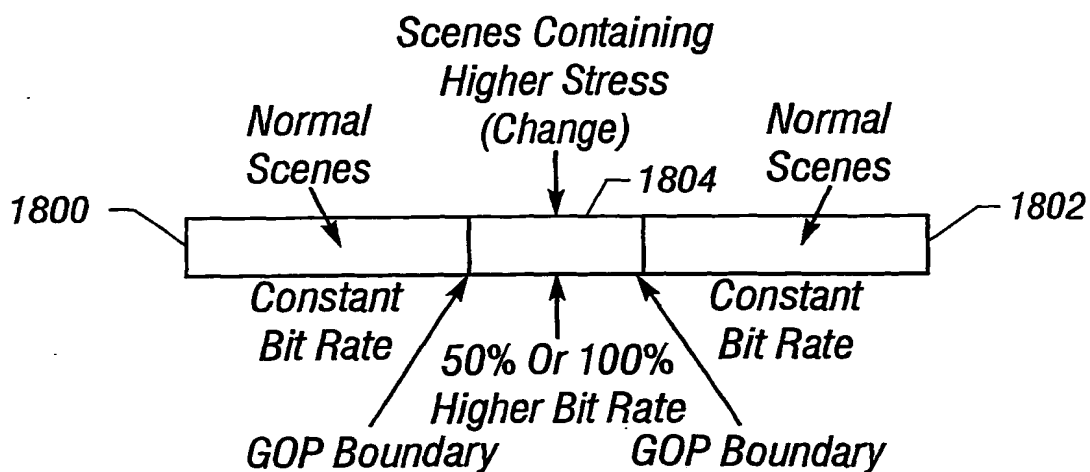 Scenes Containing
Higher Stress
(Change)
Normal
Scenes
Normal
Scenes
1804
1800
1802
Constant
Bit Rate
Constant
Bit Rate
50% Or 100%
Higher Bit Rate
GOP Boundary
GOP Boundary